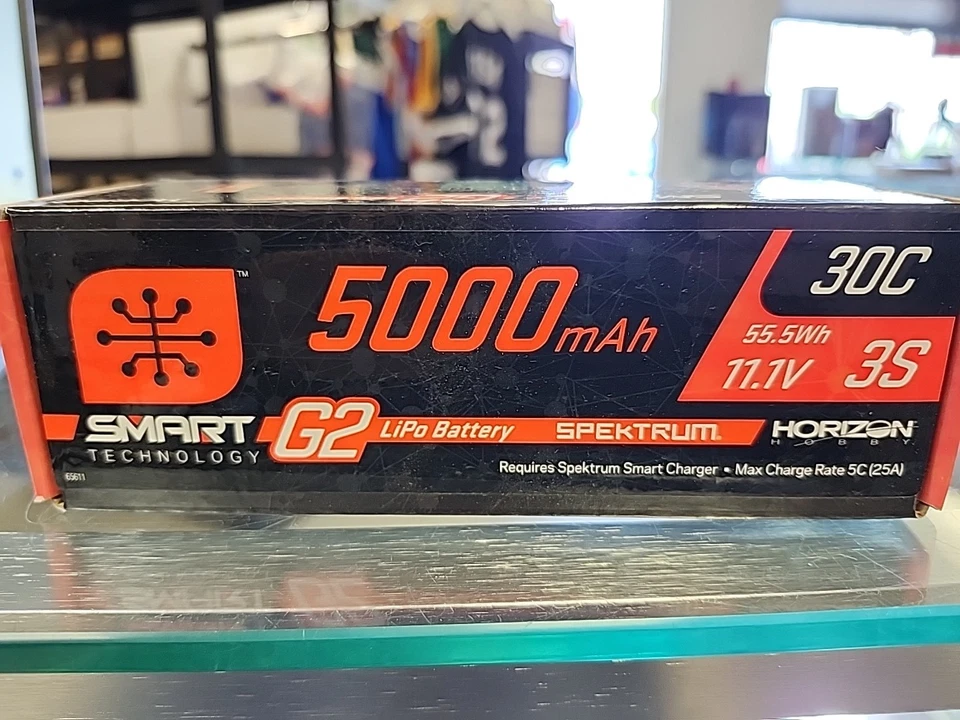 ™
5000mAh
30C
55.5Wh
11.1V 3S
SMART
TECHNOLOGY
G2 LiPo Battery
SPEKTRUM.
HORIZON
HOBBY
Requires Spektrum Smart Charger • Max Charge Rate 5C (25A)
65611